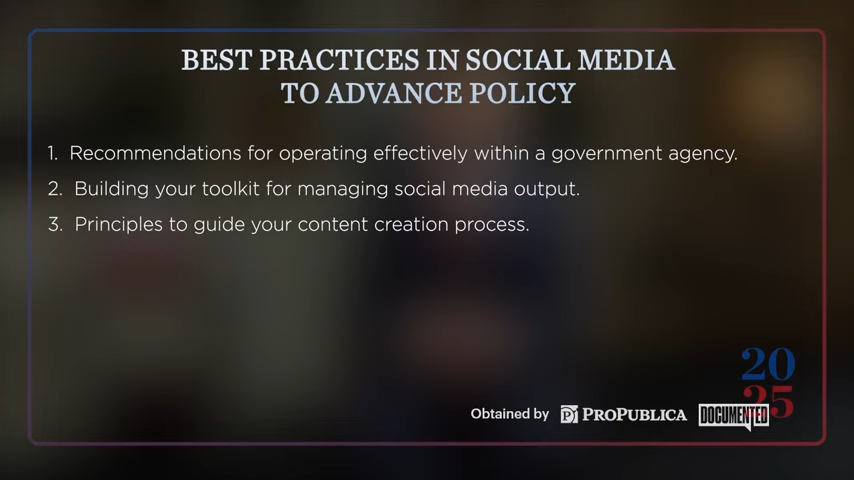 BEST PRACTICES IN SOCIAL MEDIA
TO ADVANCE POLICY
1. Recommendations for operating effectively within a government agency.
2. Building your toolkit for managing social media output.
3. Principles to guide your content creation process.
20
25
Obtained by PROPUBLICA DOCUMENTED